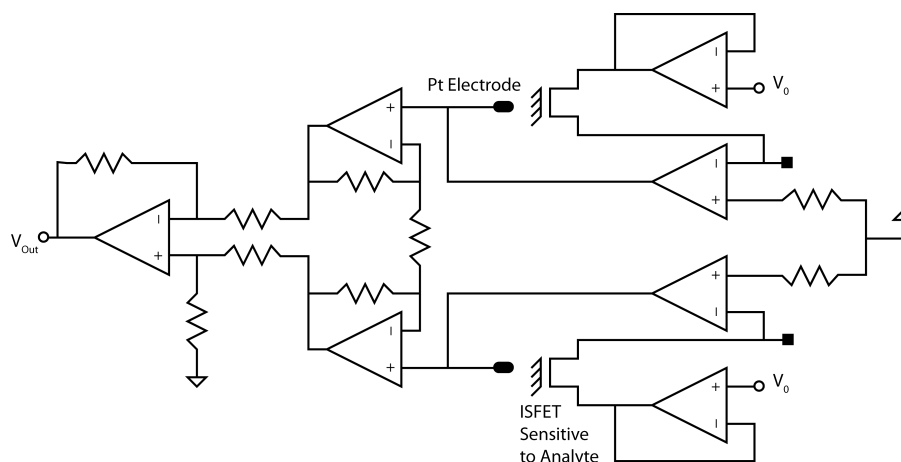 Pt Electrode
V0
VOut
V0
ISFET
Sensitive
to Analyte